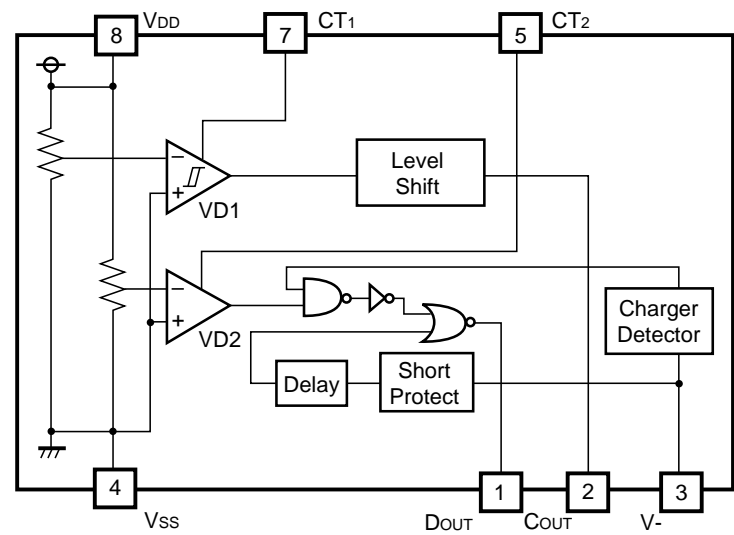 8
VDD
7
CT1
5
CT2
−
+
VD1
Level
Shift
−
+
VD2
Charger
Detector
Delay
Short
Protect
4
VSS
1
DOUT
2
COUT
3
V-